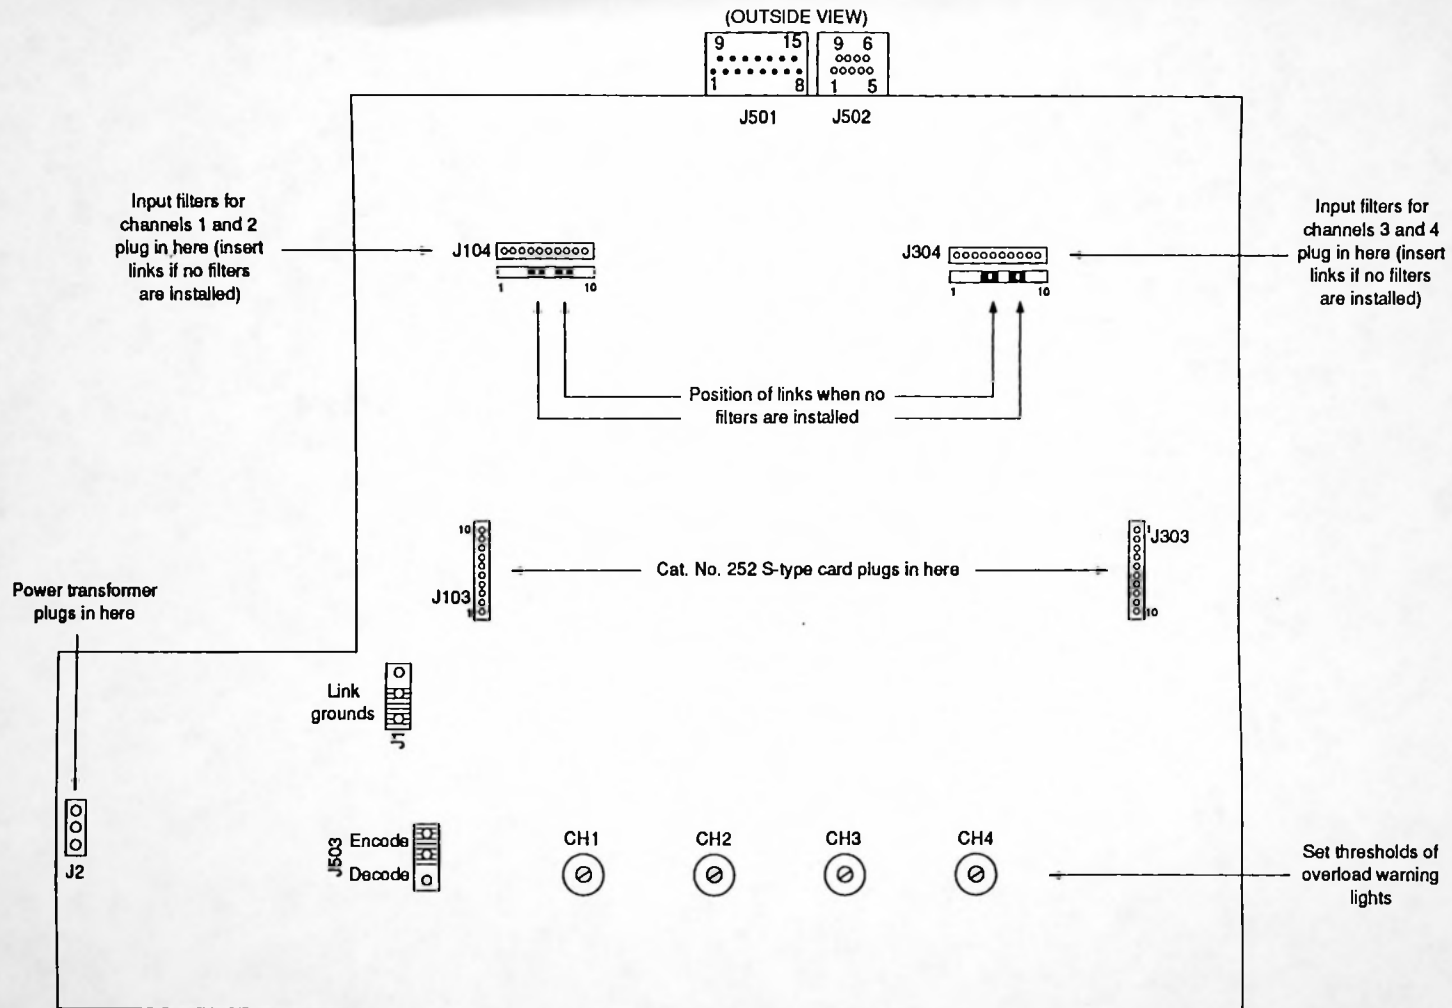 (OUTSIDE VIEW)
9 15 9 6
1 8 1 5
J501 J502
Input filters for
channels 1 and 2
plug in here (insert
links if no filters
are installed)
J104
1 10
Input filters for
channels 3 and 4
plug in here (insert
links if no filters
are installed)
J304
1 10
Position of links when no
filters are installed
10
J103
1
Cat. No. 252 S-type card plugs in here
1
J303
10
Power transformer
plugs in here
Link
grounds
J1
J2
J503
Encode
Decode
CH1 CH2 CH3 CH4
Set thresholds of
overload warning
lights